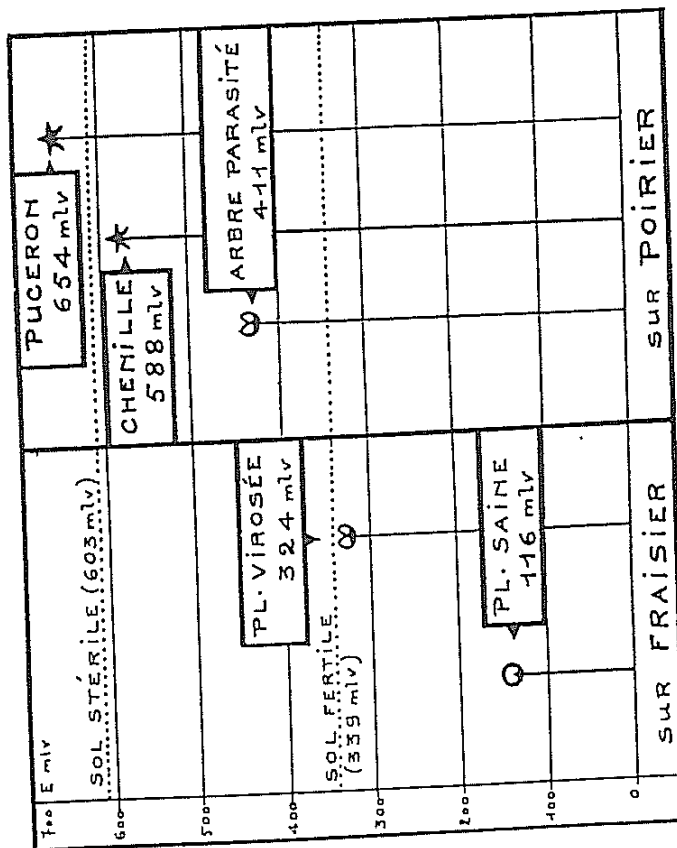 700 E mlv
600
500
400
300
200
100
0
SOL STÉRILE (603 mlv)
SOL FERTILE
(339 mlv)
PL. VIROSÉE
324 mlv
PL. SAINE
116 mlv
SUR FRAISIER
PUCERON
654 mlv
CHENILLE
588 mlv
ARBRE PARASITÉ
411 mlv
SUR POIRIER